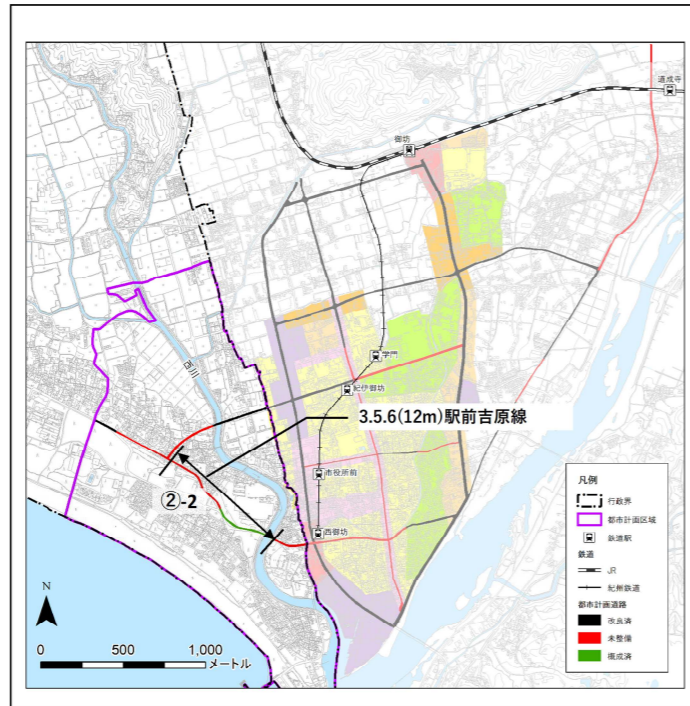 道成寺
御坊
西川
学門
紀伊御坊
3.5.6(12m)駅前吉原線
②-2
市役所前
西御坊
凡例
行政界
都市計画区域
鉄道駅
鉄道
JR
紀州鉄道
都市計画道路
改良済
未整備
概成済
N
0 500 1,000
メートル